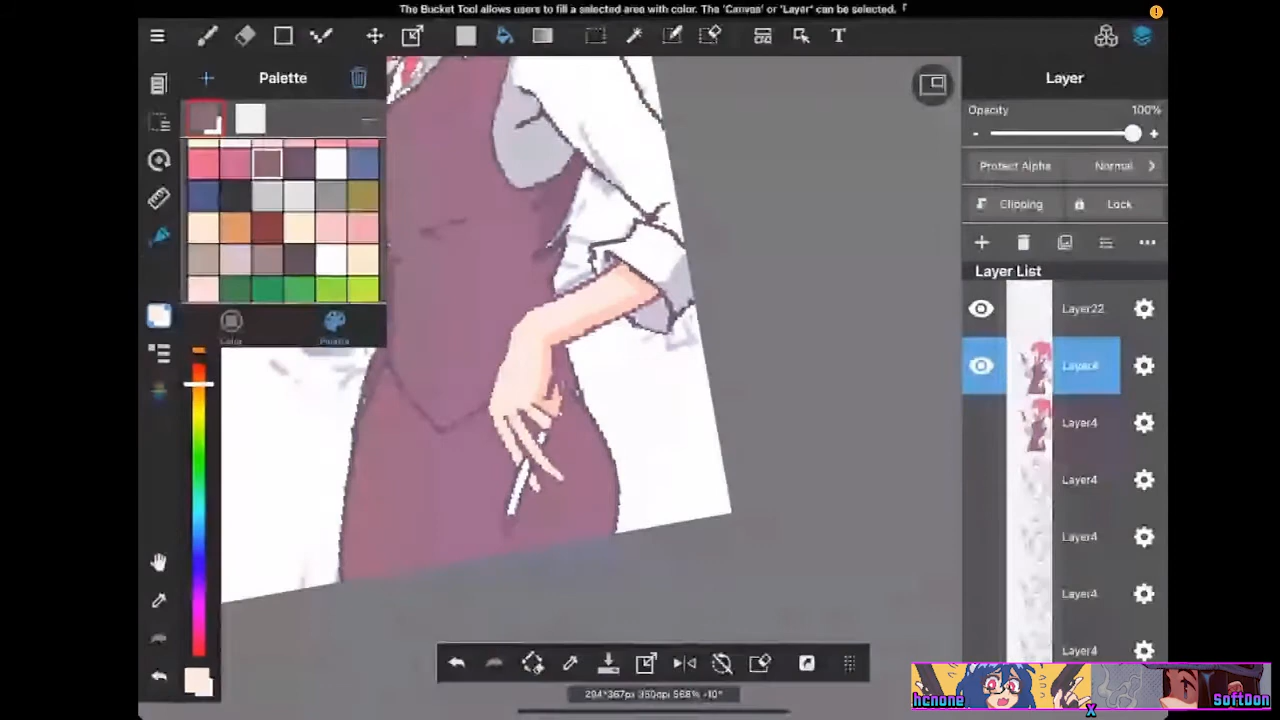 The Bucket Tool allows users to fill a selected area with color. The 'Canvas' or 'Layer' can be selected.
T
Palette
Layer
Opacity
100%
- +
Protect Alpha
Normal
Clipping
Lock
Layer List
Layer22
Layer4
Layer4
Layer4
Layer4
Layer4
Layer4
Color
Palette
294*367px 350dpi 568% -10°
hcnone
X
SoftDon